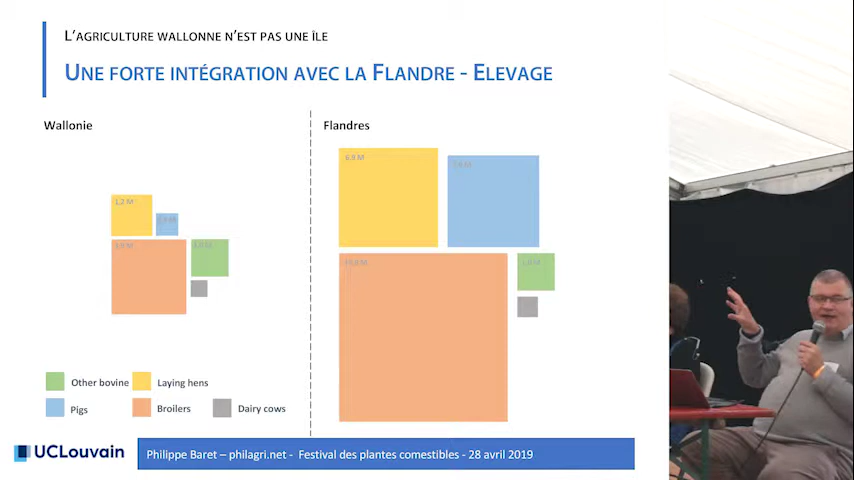 L'AGRICULTURE WALLONNE N'EST PAS UNE ÎLE
UNE FORTE INTÉGRATION AVEC LA FLANDRE - ELEVAGE
Wallonie
Flandres
6.9 M
1,2 M
1,0 M
Other bovine
Laying hens
Pigs
Broilers
Dairy cows
UCLouvain
Philippe Baret – philagri.net - Festival des plantes comestibles - 28 avril 2019